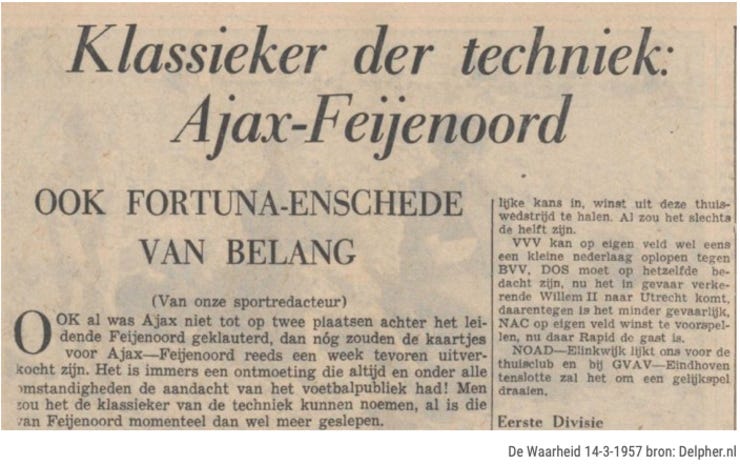 Klassieker der techniek:
Ajax-Feijenoord
OOK FORTUNA-ENSCHEDE
VAN BELANG
(Van onze sportredacteur)
OOK al was Ajax niet tot op twee plaatsen achter het lei-
dende Feijenoord geklauterd, dan nóg zouden de kaartjes
voor Ajax—Feijenoord reeds een week tevoren uitver-
kocht zijn. Het is immers een ontmoeting die altijd en onder alle
omstandigheden de aandacht van het voetbalpubliek had! Men
zou het de klassieker van de techniek kunnen noemen, al is die
van Feijenoord momenteel dan wel meer geslepen.
lijke kans in, winst uit deze thuis-
wedstrijd te halen. Al zou het slechts
de helft zijn.
VVV kan op eigen veld wel eens
een kleine nederlaag oplopen tegen
BVV, DOS moet op hetzelfde be-
dacht zijn, nu het in gevaar verke-
rende Willem II naar Utrecht komt,
daarentegen is het minder gevaarlijk,
NAC op eigen veld winst te voorspel-
len, nu daar Rapid de gast is.
NOAD—Elinkwijk lijkt ons voor de
thuisclub en bij GVAV—Eindhoven
tenslotte zal het om een gelijkspel
draaien.
Eerste Divisie
De Waarheid 14-3-1957 bron: Delpher.nl